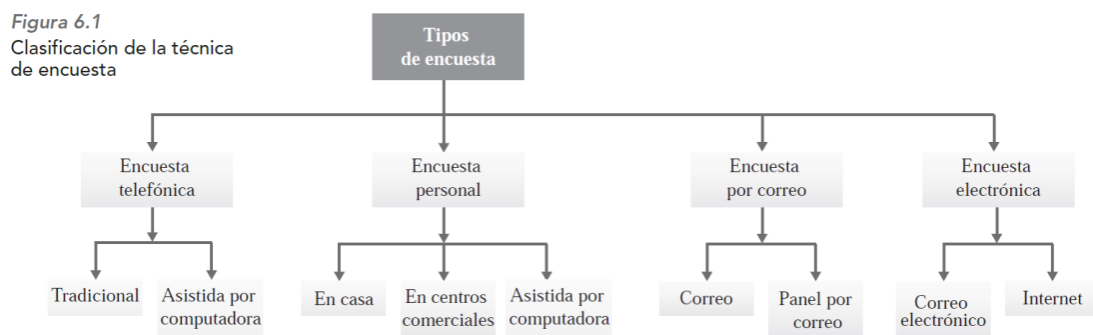 Figura 6.1
Clasificación de la técnica
de encuesta
Tipos
de encuesta
Encuesta
telefónica
Encuesta
personal
Encuesta
por correo
Encuesta
electrónica
Tradicional
Asistida por
computadora
En casa
En centros
comerciales
Asistida por
computadora
Correo
Panel por
correo
Correo
electrónico
Internet